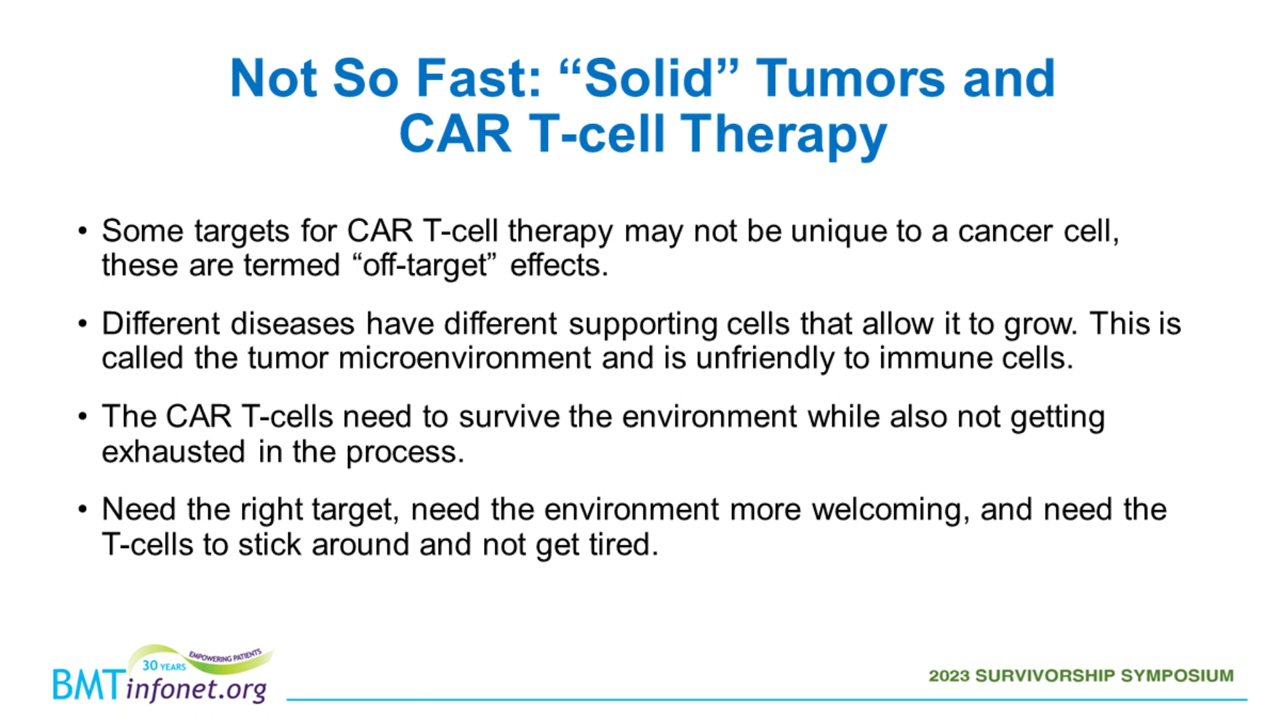 Not So Fast: “Solid” Tumors and
CAR T-cell Therapy
• Some targets for CAR T-cell therapy may not be unique to a cancer cell,
these are termed “off-target” effects.
• Different diseases have different supporting cells that allow it to grow. This is
called the tumor microenvironment and is unfriendly to immune cells.
• The CAR T-cells need to survive the environment while also not getting
exhausted in the process.
• Need the right target, need the environment more welcoming, and need the
T-cells to stick around and not get tired.
30 YEARS EMPOWERING PATIENTS
BMTinfonet.org
2023 SURVIVORSHIP SYMPOSIUM